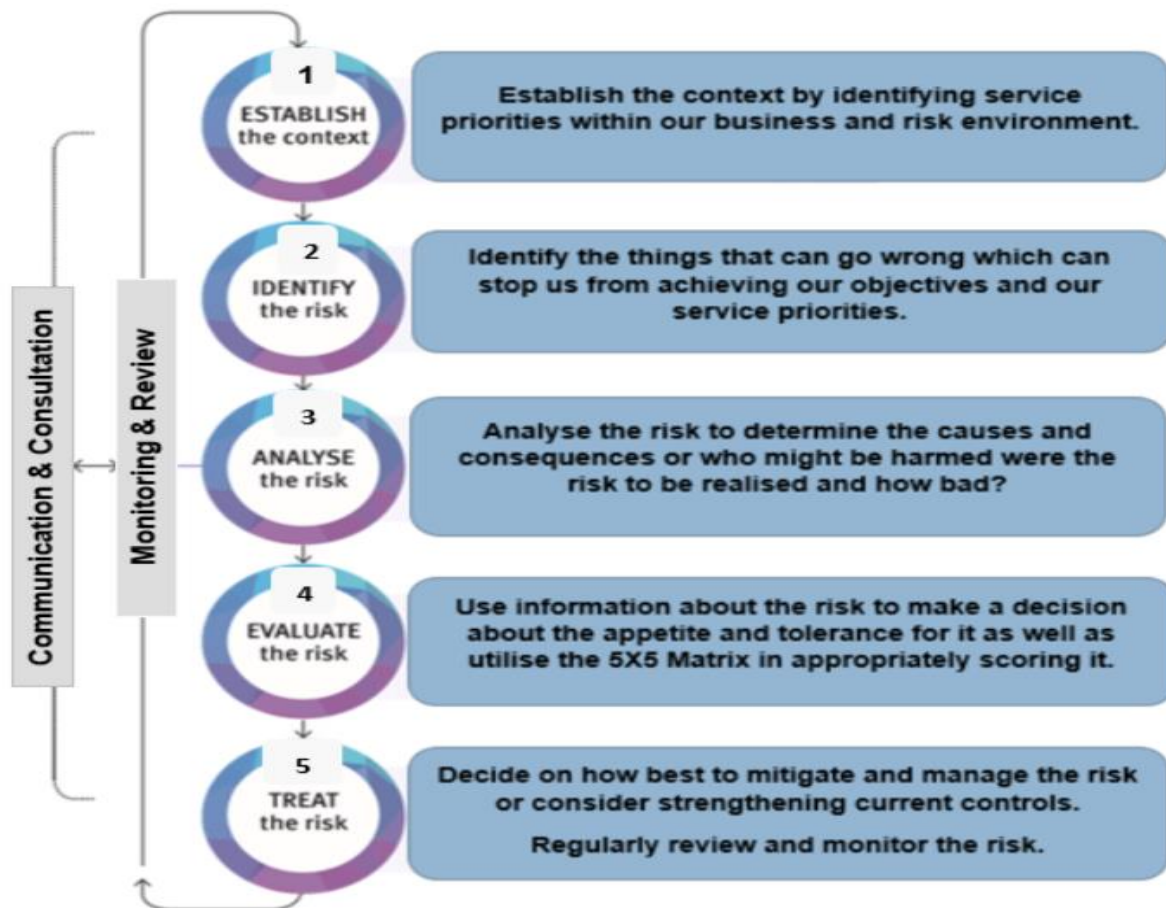 Communication & Consultation
Monitoring & Review
1
ESTABLISH
the context
Establish the context by identifying service
priorities within our business and risk environment.
2
IDENTIFY
the risk
Identify the things that can go wrong which can
stop us from achieving our objectives and our
service priorities.
3
ANALYSE
the risk
Analyse the risk to determine the causes and
consequences or who might be harmed were the
risk to be realised and how bad?
4
EVALUATE
the risk
Use information about the risk to make a decision
about the appetite and tolerance for it as well as
utilise the 5X5 Matrix in appropriately scoring it.
5
TREAT
the risk
Decide on how best to mitigate and manage the risk
or consider strengthening current controls.
Regularly review and monitor the risk.